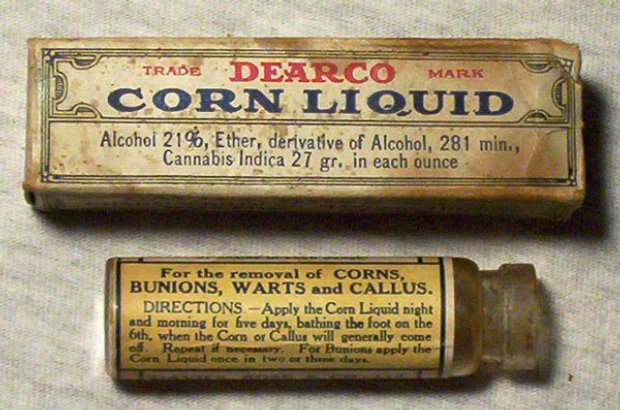 TRADE DEARCO MARK
CORN LIQUID
Alcohol 21%, Ether, derivative of Alcohol, 281 min.,
Cannabis Indica 27 gr. in each ounce
For the removal of CORNS,
BUNIONS, WARTS and CALLUS.
DIRECTIONS.—Apply the Corn Liquid night
and morning for five days, bathing the foot on the
6th, when the Corn or Callus will generally come
off. Repeat if necessary. For Bunions apply the
Corn Liquid once in two or three days.